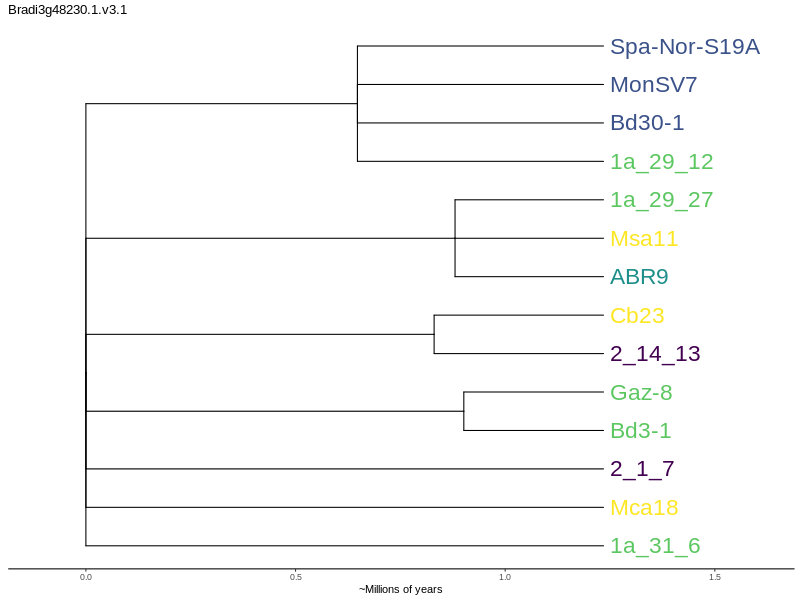 Bradi3g48230.1.v3.1
Spa-Nor-S19A
MonSV7
Bd30-1
1a_29_12
1a_29_27
Msa11
ABR9
Cb23
2_14_13
Gaz-8
Bd3-1
2_1_7
Mca18
1a_31_6
0.0 0.5 1.0 1.5
~Millions of years